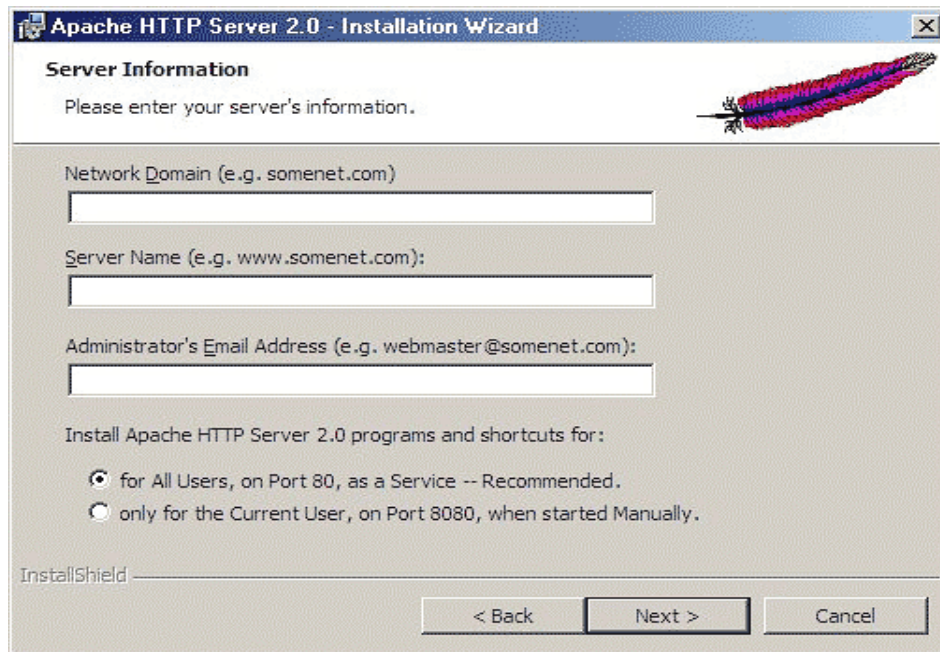 Apache HTTP Server 2.0 - Installation Wizard
Server Information
Please enter your server's information.
Network Domain (e.g. somenet.com)
Server Name (e.g. www.somenet.com):
Administrator's Email Address (e.g. webmaster@somenet.com):
Install Apache HTTP Server 2.0 programs and shortcuts for:
for All Users, on Port 80, as a Service -- Recommended.
only for the Current User, on Port 8080, when started Manually.
InstallShield
< Back Next > Cancel